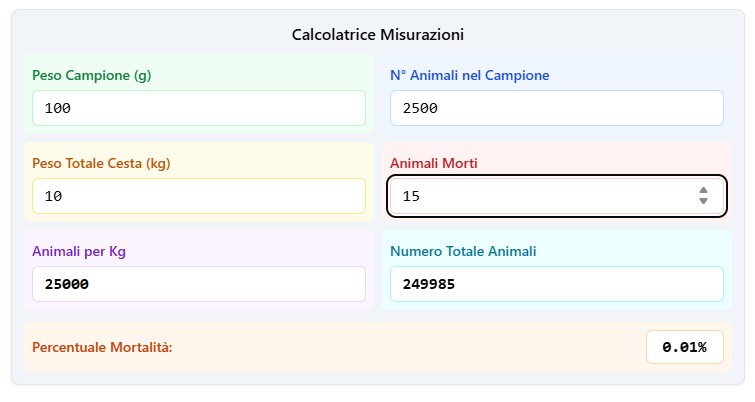 Calcolatrice Misurazioni
Peso Campione (g)
N° Animali nel Campione
100
2500
Peso Totale Cesta (kg)
Animali Morti
10
15
Animali per Kg
Numero Totale Animali
25000
249985
Percentuale Mortalità:
0.01%